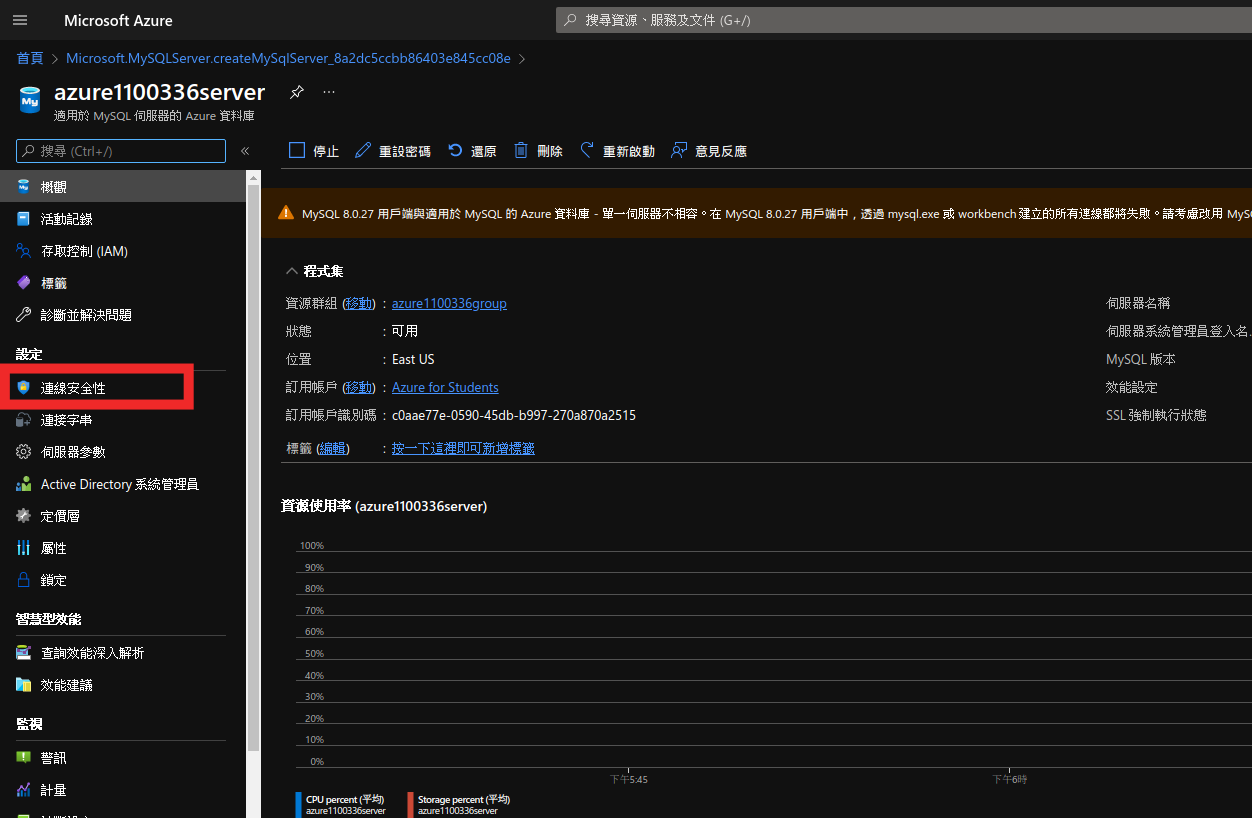 Microsoft Azure
搜尋資源、服務及文件 (G+/)
首頁 > Microsoft.MySQLServer.createMySqlServer_8a2dc5ccbb86403e845cc08e >
azure1100336server
適用於 MySQL 伺服器的 Azure 資料庫
搜尋 (Ctrl+/)
停止
重設密碼
還原
刪除
重新啟動
意見反應
概觀
活動記錄
存取控制 (IAM)
標籤
診斷並解決問題
設定
連線安全性
連接字串
伺服器參數
Active Directory 系統管理員
定價層
屬性
鎖定
智慧型效能
查詢效能深入解析
效能建議
監視
警訊
計量
MySQL 8.0.27 用戶端與適用於 MySQL 的 Azure 資料庫 - 單一伺服器不相容。在 MySQL 8.0.27 用戶端中，透過 mysql.exe 或 workbench 建立的所有連線都將失敗。請考慮改用 MyS
程式集
資源群組 (移動) : azure1100336group
狀態 : 可用
位置 : East US
訂用帳戶 (移動) : Azure for Students
訂用帳戶識別碼 : c0aae77e-0590-45db-b997-270a870a2515
標籤 (編輯) : 按一下這裡即可新增標籤
伺服器名稱
伺服器系統管理員登入名...
MySQL 版本
效能設定
SSL 強制執行狀態
資源使用率 (azure1100336server)
100%
90%
80%
70%
60%
50%
40%
30%
20%
10%
0%
下午5:45
下午6時
CPU percent (平均)
azure1100336server
Storage percent (平均)
azure1100336server